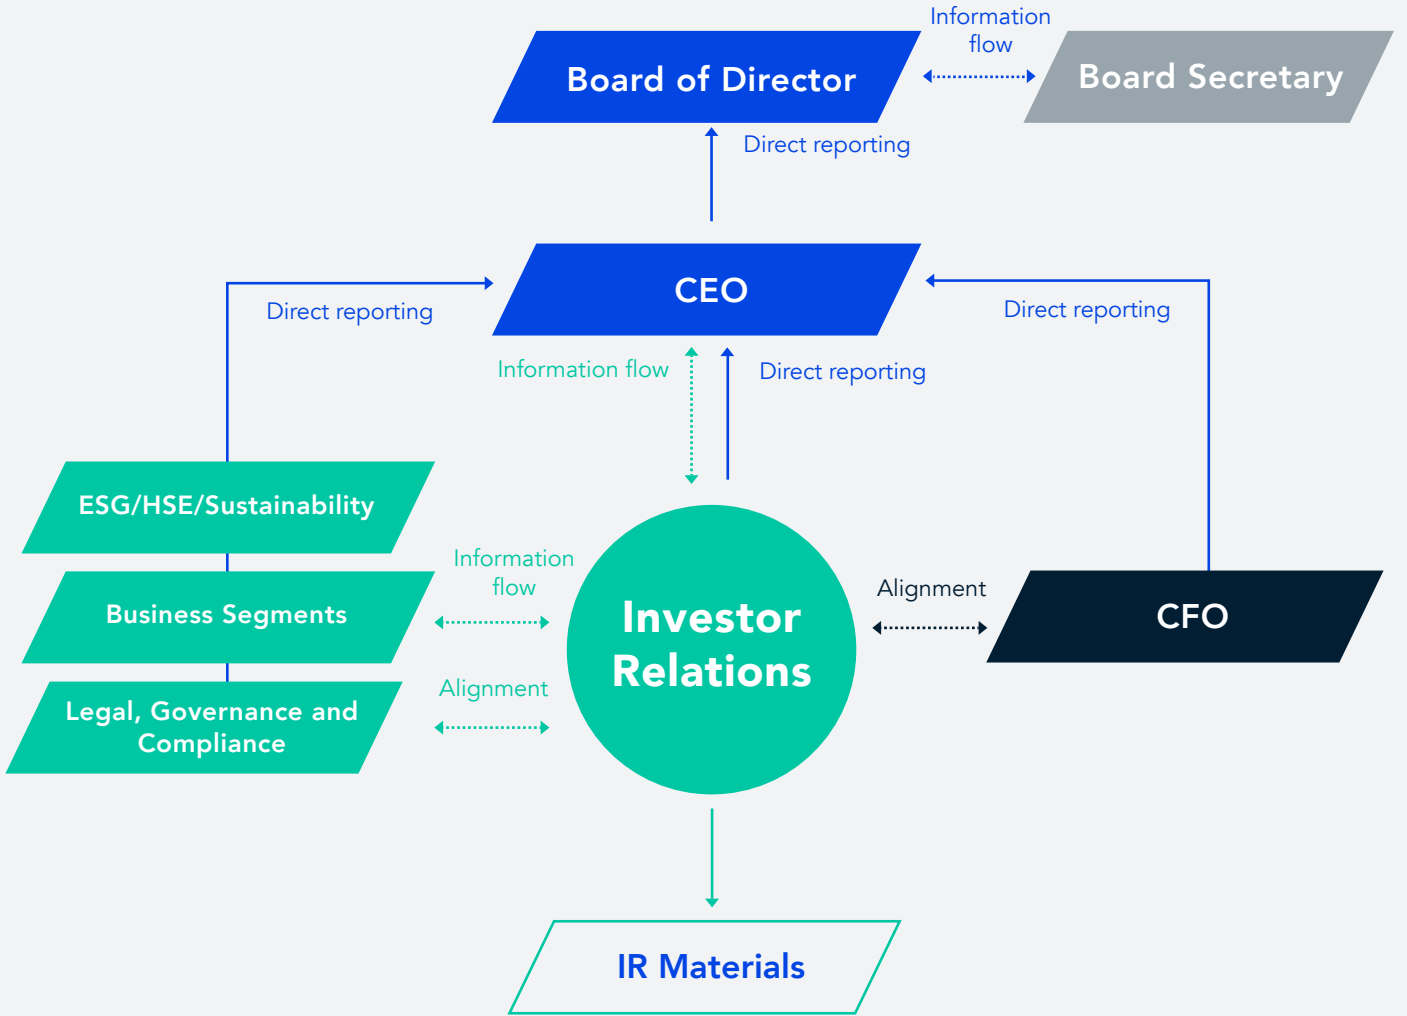 Information
flow
Board of Director
Board Secretary
Direct reporting
CEO
Direct reporting
Direct reporting
Information flow
Direct reporting
ESG/HSE/Sustainability
Information
flow
Business Segments
Alignment
Investor
Relations
CFO
Alignment
Legal, Governance and
Compliance
IR Materials